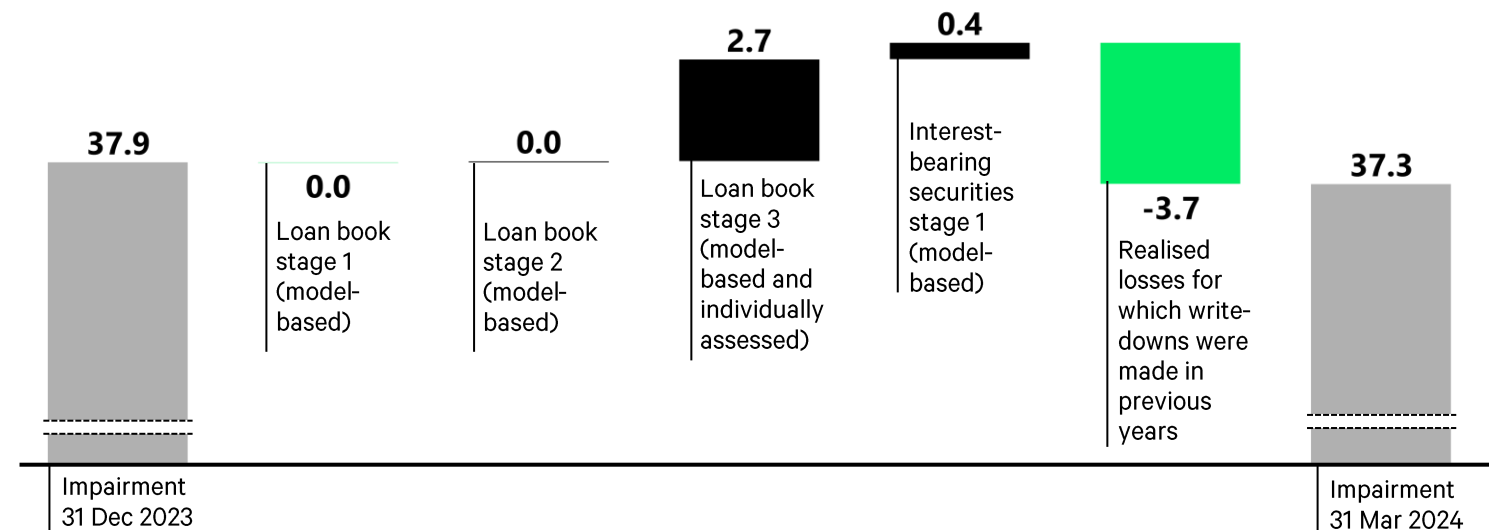 37.9
Impairment
31 Dec 2023
0.0
Loan book
stage 1
(model-
based)
0.0
Loan book
stage 2
(model-
based)
2.7
Loan book
stage 3
(model-
based and
individually
assessed)
0.4
Interest-
bearing
securities
stage 1
(model-
based)
-3.7
Realised
losses for
which write-
downs were
made in
previous
years
37.3
Impairment
31 Mar 2024